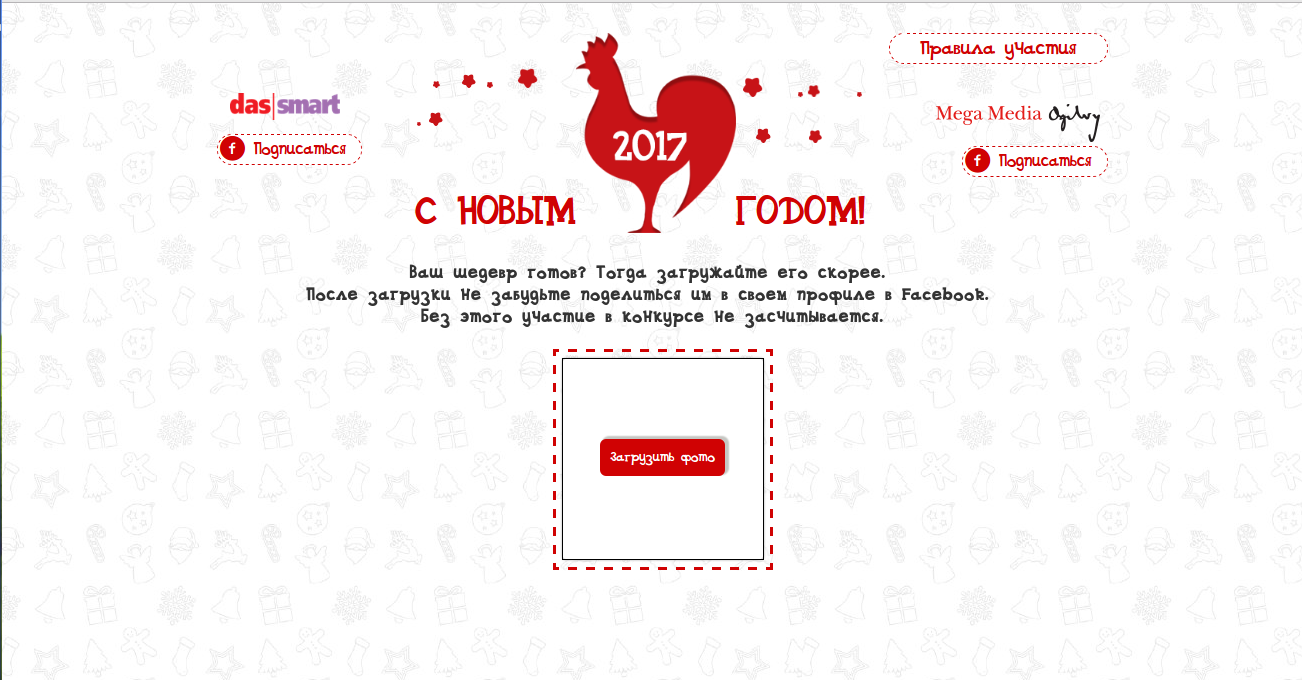 Правила участия
das|smart
Mega Media Ogilvy
Подписаться
Подписаться
2017
С НОВЫМ ГОДОМ!
Ваш шедевр готов? Тогда загружайте его скорее.
После загрузки не забудьте поделиться им в своем профиле в Facebook.
Без этого участие в конкурсе не засчитывается.
Загрузить фото